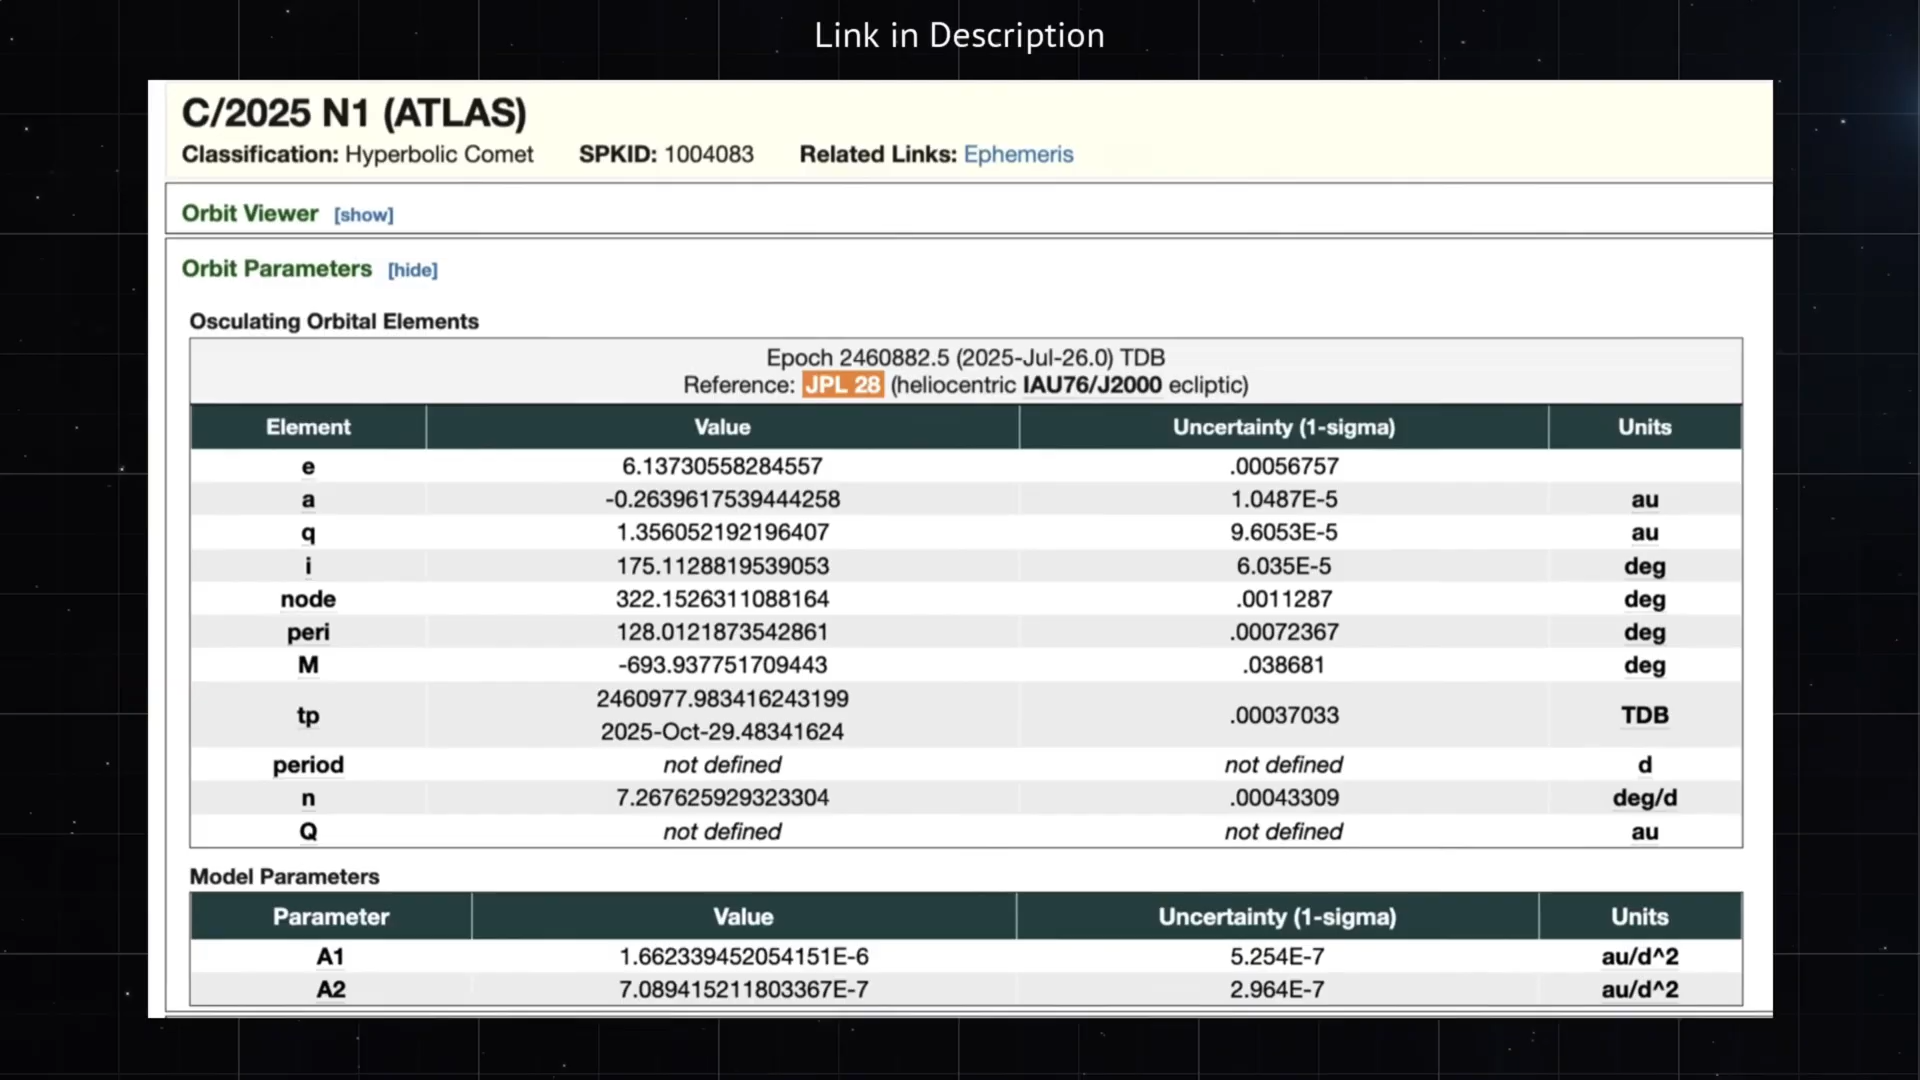 Link in Description
C/2025 N1 (ATLAS)
Classification: Hyperbolic Comet SPKID: 1004083 Related Links: Ephemeris
Orbit Viewer [show]
Orbit Parameters [hide]
Osculating Orbital Elements
Epoch 2460882.5 (2025-Jul-26.0) TDB
Reference: JPL 28 (heliocentric IAU76/J2000 ecliptic)
Element Value Uncertainty (1-sigma) Units
e 6.13730558284557 .00056757
a -0.2639617539444258 1.0487E-5 au
q 1.356052192196407 9.6053E-5 au
i 175.1128819539053 6.035E-5 deg
node 322.1526311088164 .0011287 deg
peri 128.0121873542861 .00072367 deg
M -693.937751709443 .038681 deg
tp 2460977.983416243199 .00037033 TDB
2025-Oct-29.48341624
period not defined not defined d
n 7.267625929323304 .00043309 deg/d
Q not defined not defined au
Model Parameters
Parameter Value Uncertainty (1-sigma) Units
A1 1.662339452054151E-6 5.254E-7 au/d^2
A2 7.089415211803367E-7 2.964E-7 au/d^2